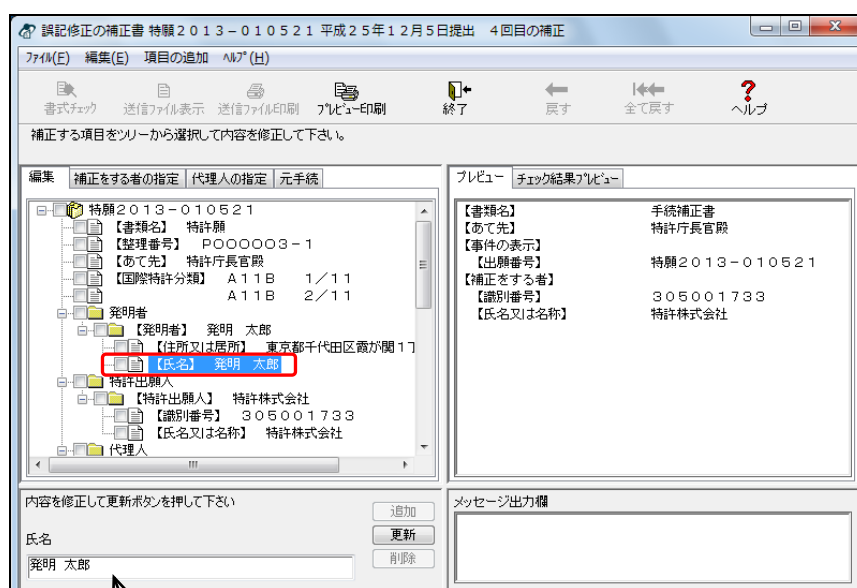 誤記修正の補正書 特願２０１３－０１０５２１ 平成２５年１２月５日提出 ４回目の補正
ﾌｧｲﾙ(F) 編集(E) 項目の追加 ﾍﾙﾌﾟ(H)
書式ﾁｪｯｸ 送信ﾌｧｲﾙ表示 送信ﾌｧｲﾙ印刷 ﾌﾟﾚﾋﾞｭｰ印刷 終了 戻す 全て戻す ヘルプ
補正する項目をツリーから選択して内容を修正して下さい。
編集 補正をする者の指定 代理人の指定 元手続
特願２０１３－０１０５２１
【書類名】 特許願
【整理番号】 Ｐ０００００３－１
【あて先】 特許庁長官殿
【国際特許分類】 Ａ１１Ｂ １／１１
Ａ１１Ｂ ２／１１
発明者
【発明者】 発明 太郎
【住所又は居所】 東京都千代田区霞が関１丁
【氏名】 発明 太郎
特許出願人
【特許出願人】 特許株式会社
【識別番号】 ３０５００１７３３
【氏名又は名称】 特許株式会社
代理人
プレビュー チェック結果ﾌﾟﾚﾋﾞｭｰ
【書類名】 手続補正書
【あて先】 特許庁長官殿
【事件の表示】
【出願番号】 特願２０１３－０１０５２１
【補正をする者】
【識別番号】 ３０５００１７３３
【氏名又は名称】 特許株式会社
内容を修正して更新ボタンを押して下さい
追加
氏名
更新
発明 太郎
削除
メッセージ出力欄